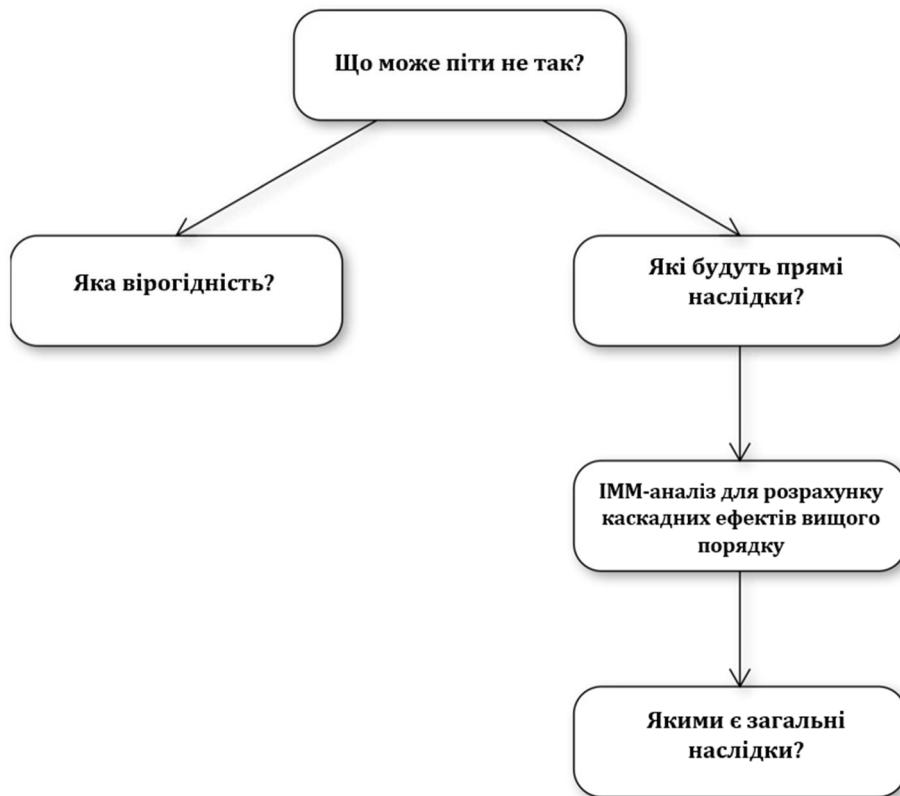 Що може піти не так?
Яка вірогідність?
Які будуть прямі
наслідки?
ІММ-аналіз для розрахунку
каскадних ефектів вищого
порядку
Якими є загальні
наслідки?